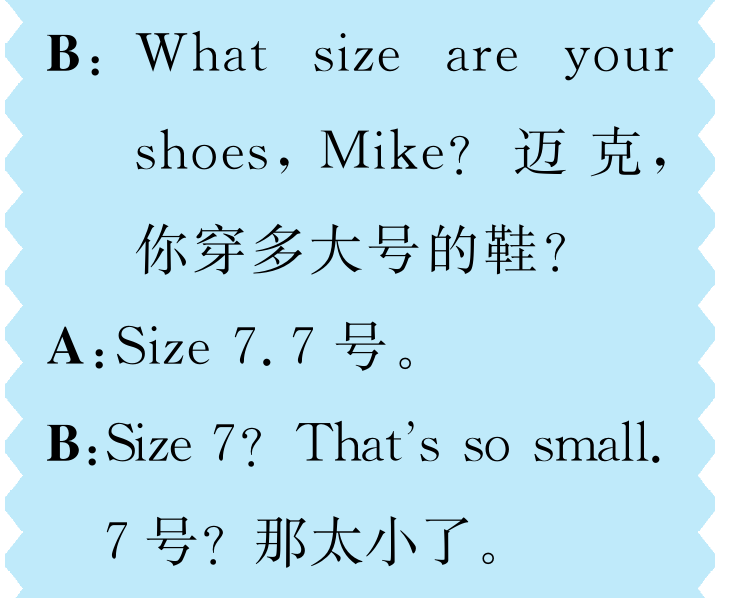 B：What size are your
shoes，Mike？迈克，
你穿多大号的鞋？
A：Size 7. 7 号。
B：Size 7？That's so small.
7 号？那太小了。